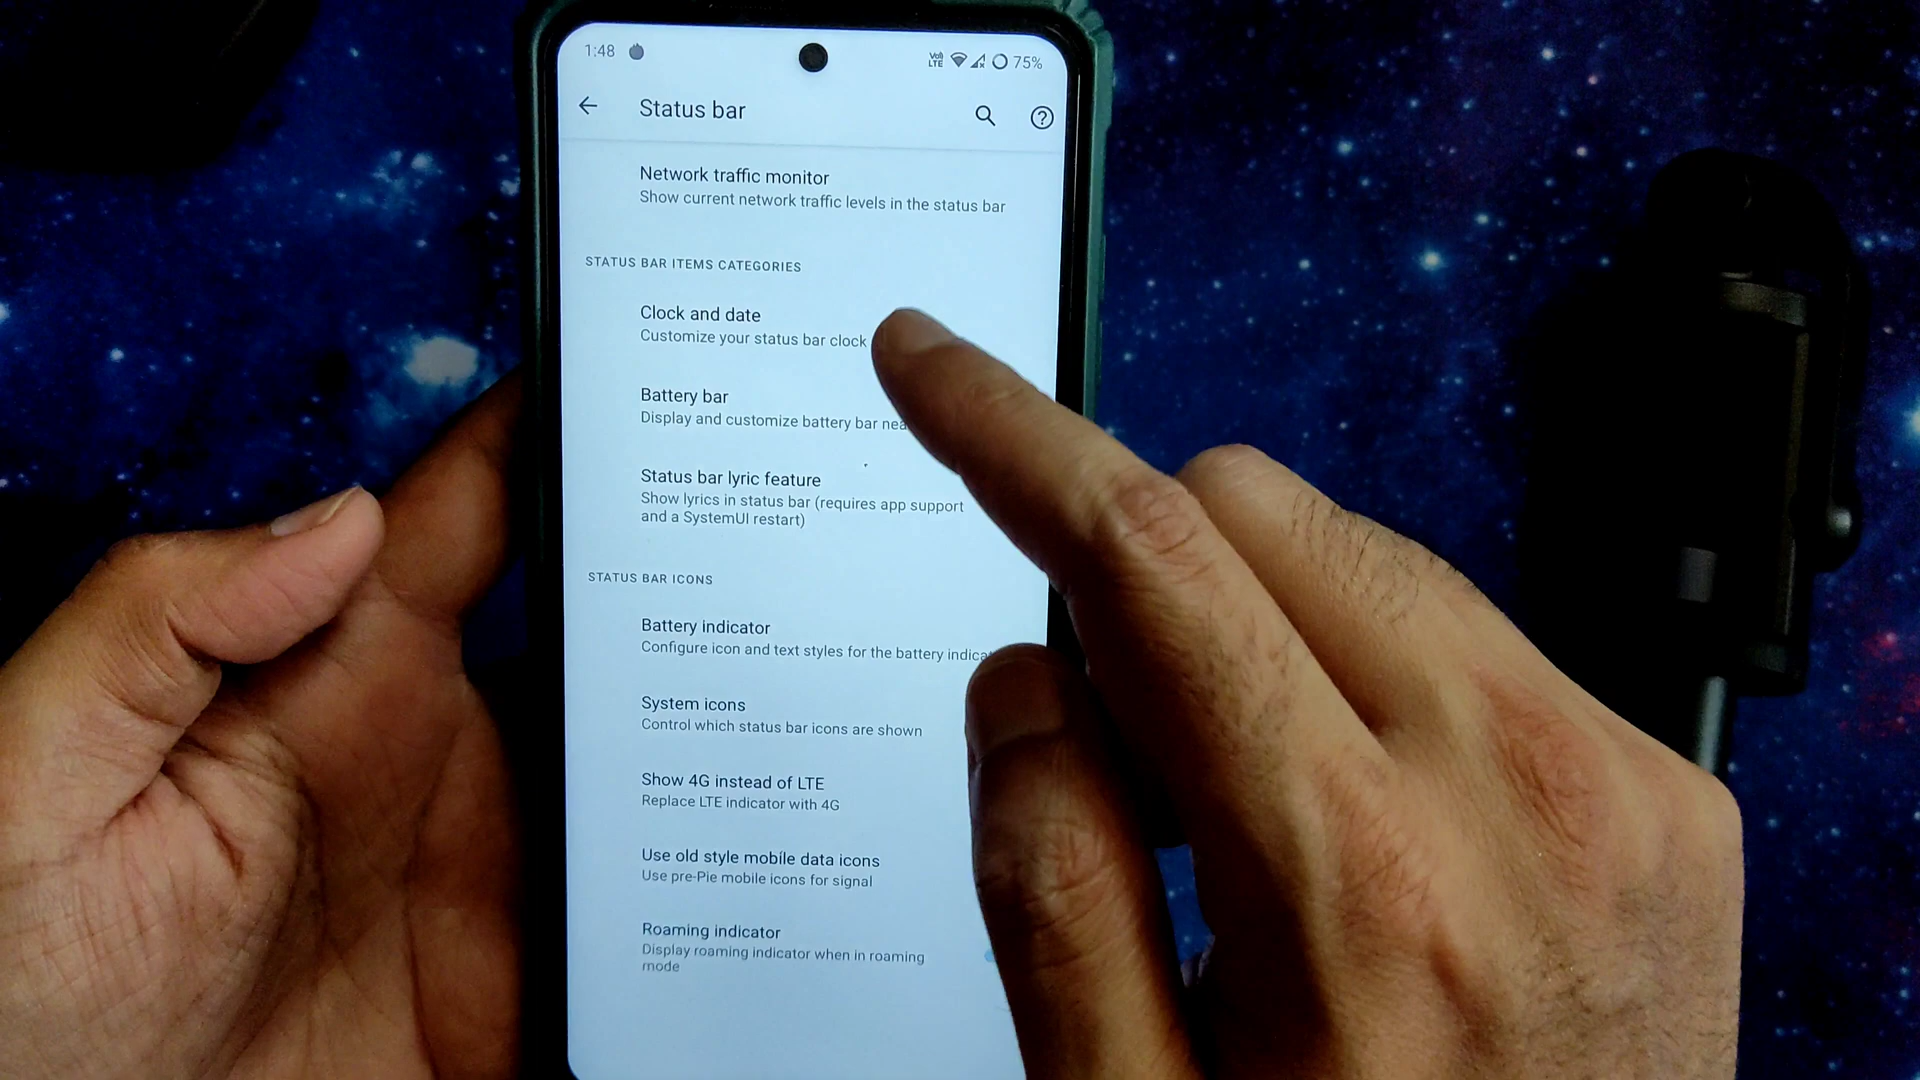 1:48
Vo) LTE 75%
Status bar
Network traffic monitor
Show current network traffic levels in the status bar
STATUS BAR ITEMS CATEGORIES
Clock and date
Customize your status bar clock
Battery bar
Display and customize battery bar
Status bar lyric feature
Show lyrics in status bar (requires app support
and a SystemUI restart)
STATUS BAR ICONS
Battery indicator
Configure icon and text styles for the battery
System icons
Control which status bar icons are shown
Show 4G instead of LTE
Replace LTE indicator with 4G
Use old style mobile data icons
Use pre-Pie mobile icons for signal
Roaming indicator
Display roaming indicator when in roaming
mode